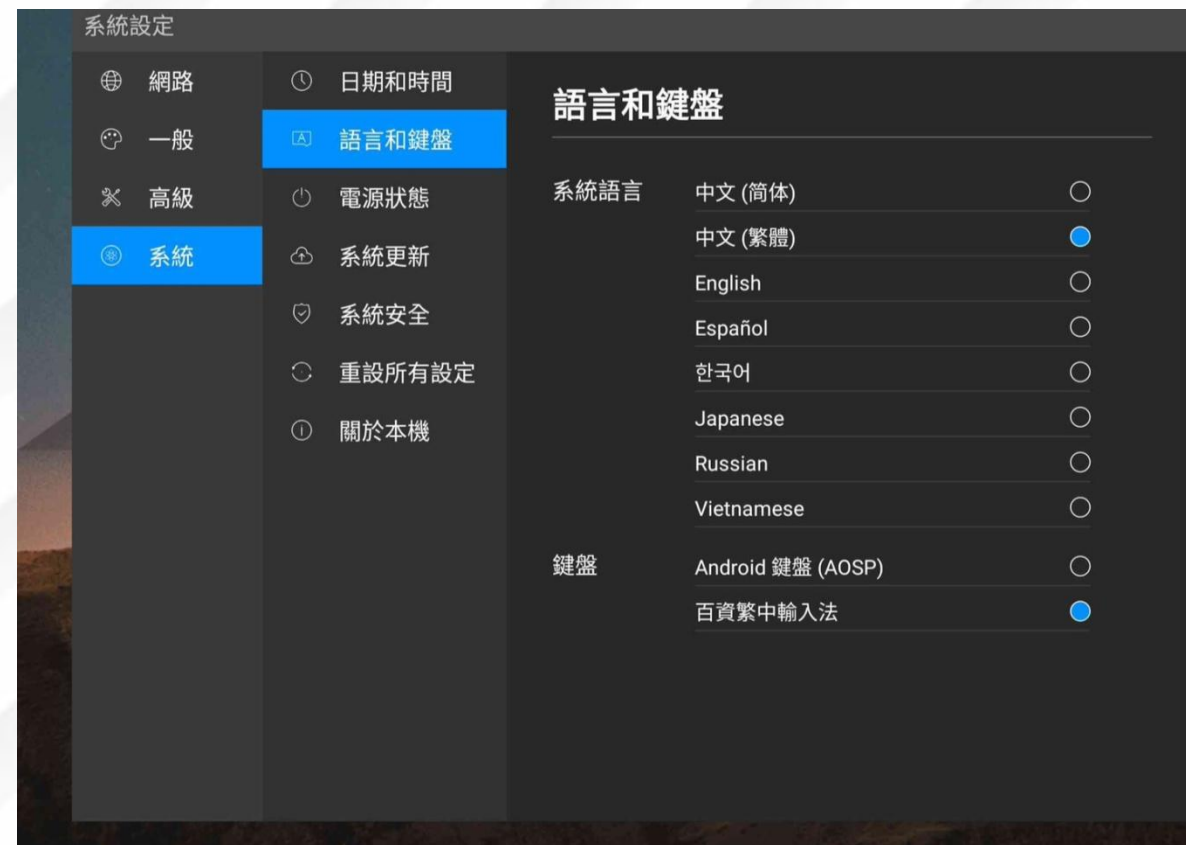 系統設定
網路
一般
高級
系統
日期和時間
語言和鍵盤
電源狀態
系統更新
系統安全
重設所有設定
關於本機
語言和鍵盤
系統語言
中文 (简体)
中文 (繁體)
English
Español
한국어
Japanese
Russian
Vietnamese
鍵盤
Android 鍵盤 (AOSP)
百資繁中輸入法